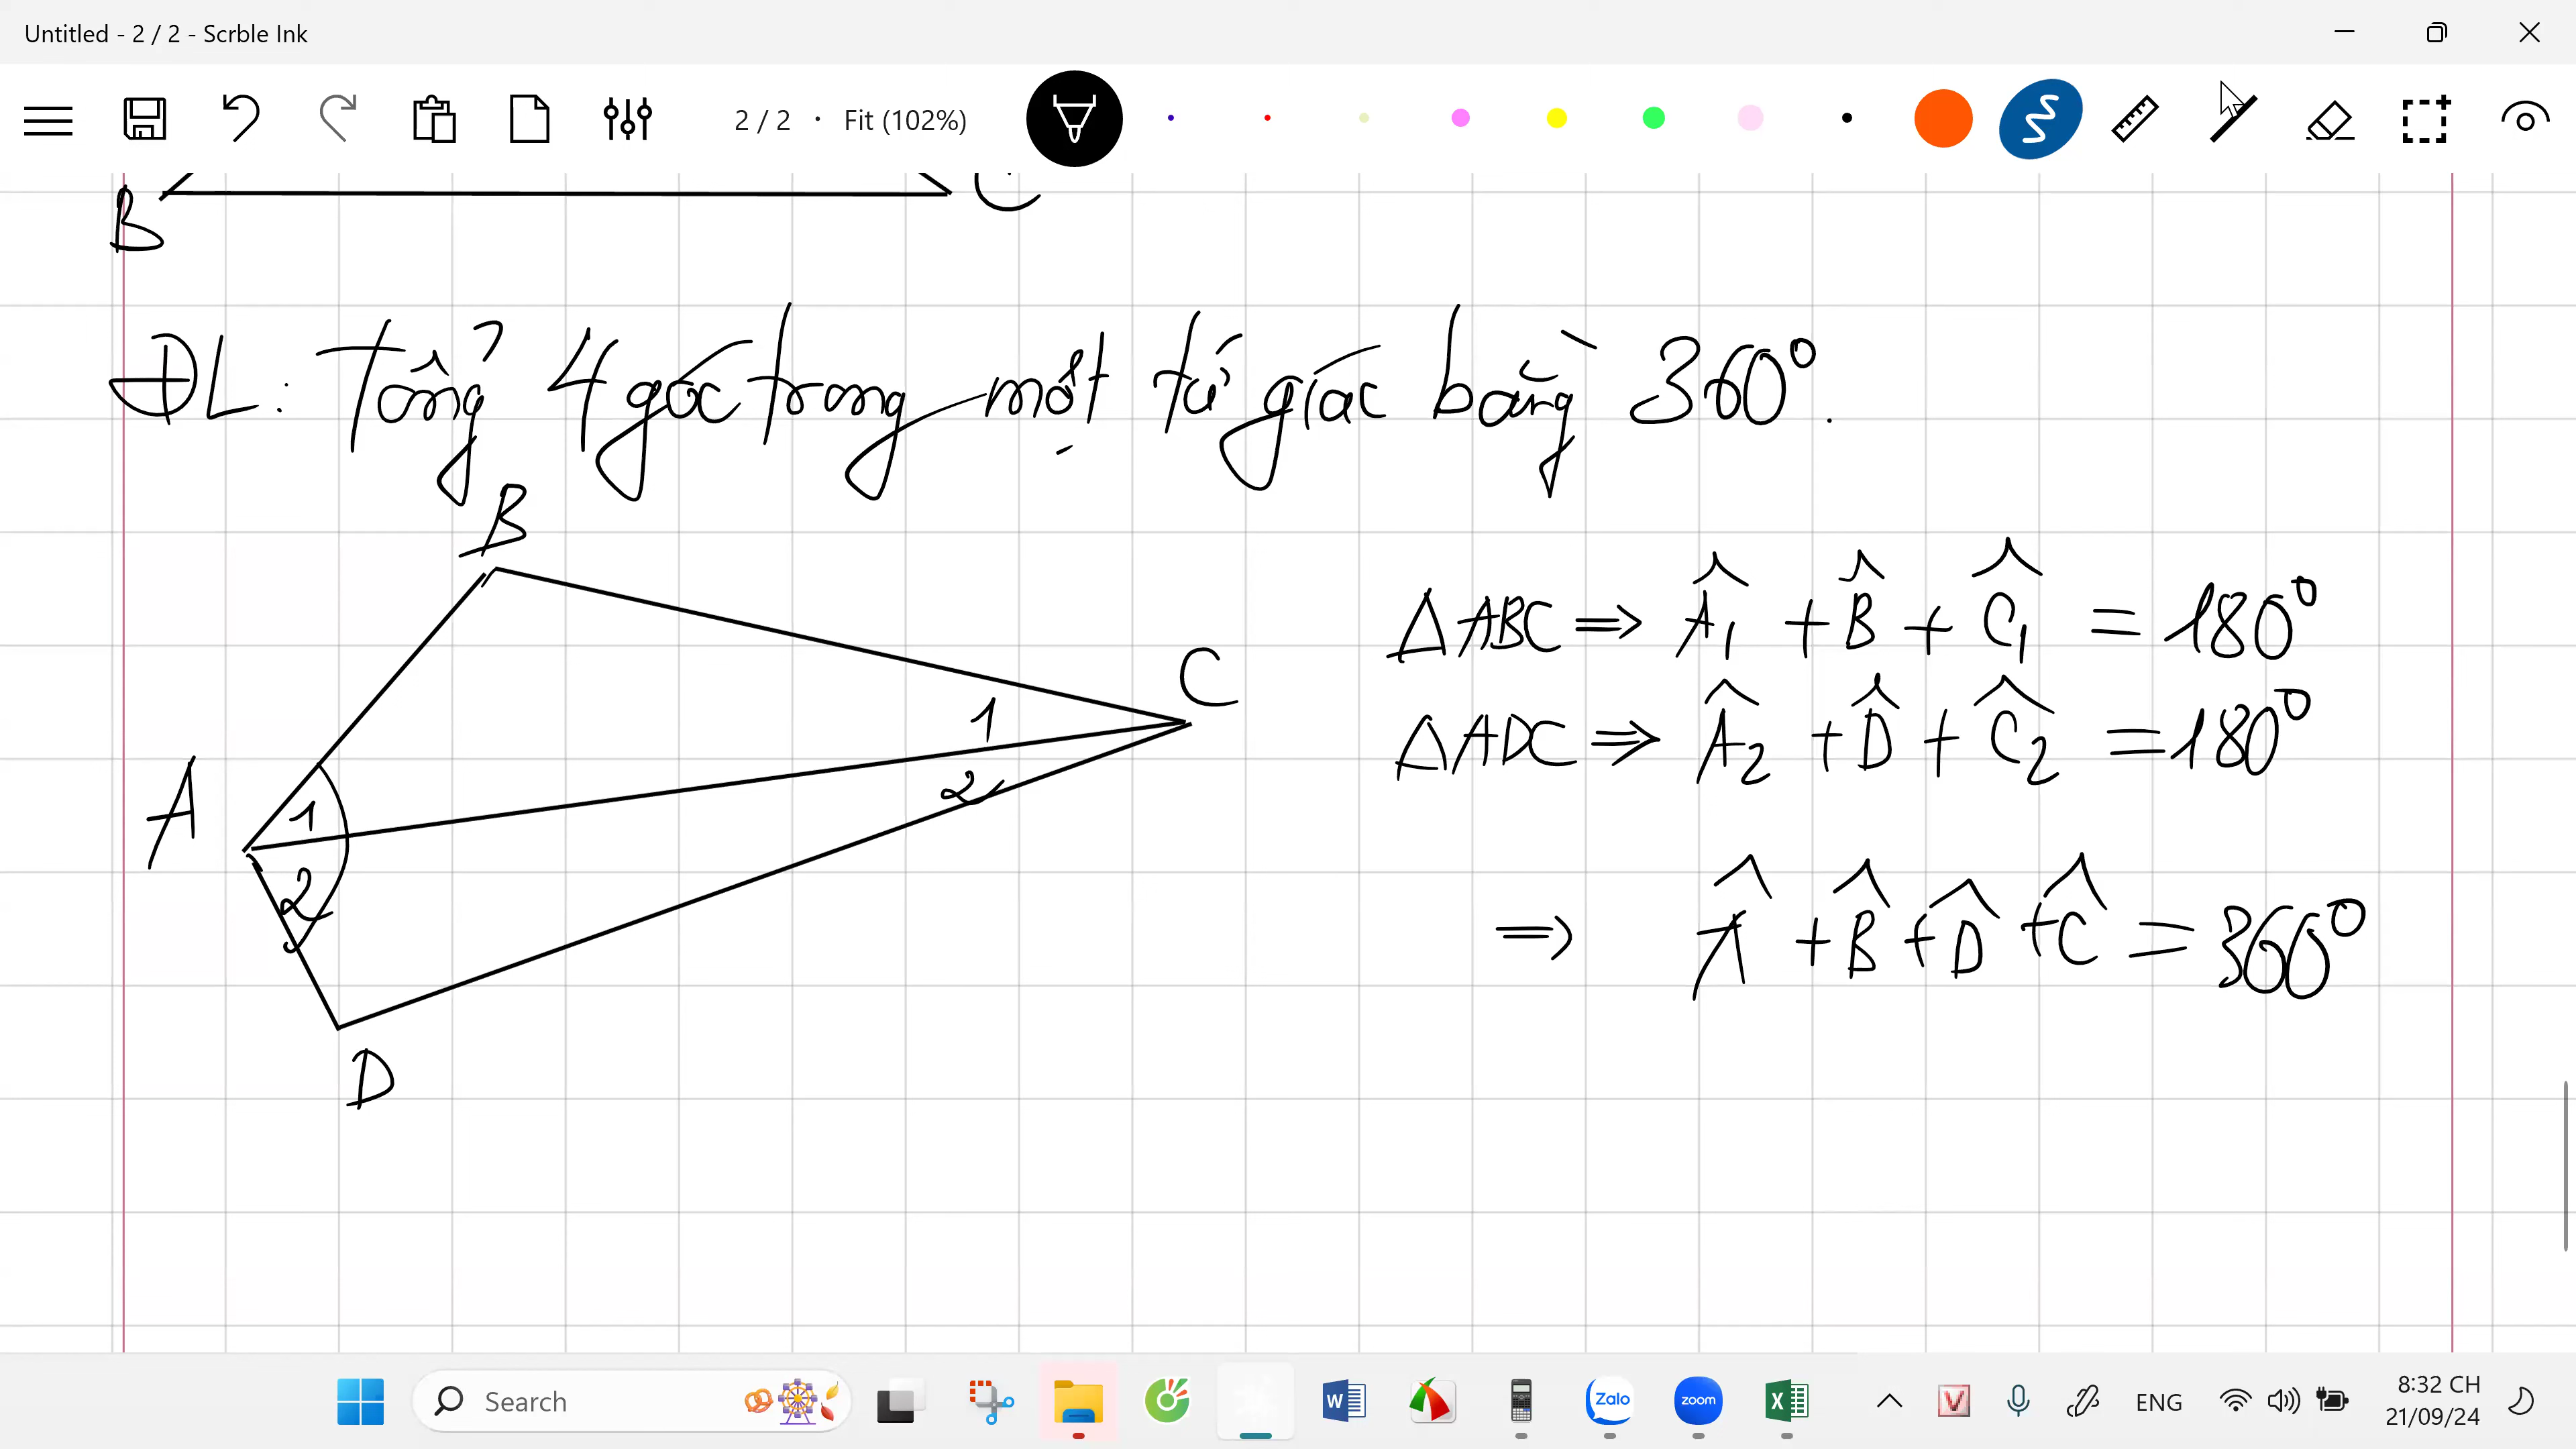 Untitled - 2 / 2 - Scrble Ink
2 / 2 · Fit (102%)
B C
ĐL: Tổng 4 góc trong một tứ giác bằng 360°.
B
C
1
2
A
1
2
D
ΔABC ⇒ Â₁ + B̂ + Ĉ₁ = 180°
ΔADC ⇒ Â₂ + D̂ + Ĉ₂ = 180°
⇒ Â + B̂ + D̂ + Ĉ = 360°
Search
W
Zalo
zoom
X
V
ENG
8:32 CH
21/09/24